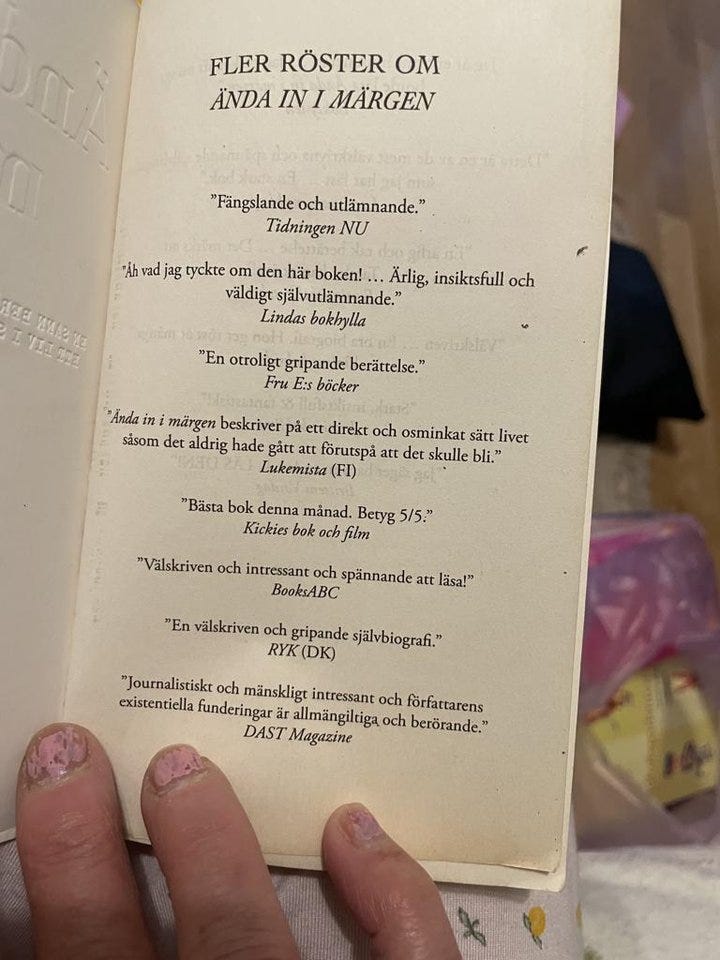 FLER RÖSTER OM
ÄNDA IN I MÄRGEN
"Fängslande och utlämnande."
Tidningen NU
"Åh vad jag tyckte om den här boken! … Ärlig, insiktsfull och
väldigt självutlämnande."
Lindas bokhylla
"En otroligt gripande berättelse."
Fru E:s böcker
"Ända in i märgen beskriver på ett direkt och osminkat sätt livet
såsom det aldrig hade gått att förutspå att det skulle bli."
Lukemista (FI)
"Bästa bok denna månad. Betyg 5/5."
Kickies bok och film
"Välskriven och intressant och spännande att läsa!"
BooksABC
"En välskriven och gripande självbiografi."
RYK (DK)
"Journalistiskt och mänskligt intressant och författarens
existentiella funderingar är allmängiltiga och berörande."
DAST Magazine